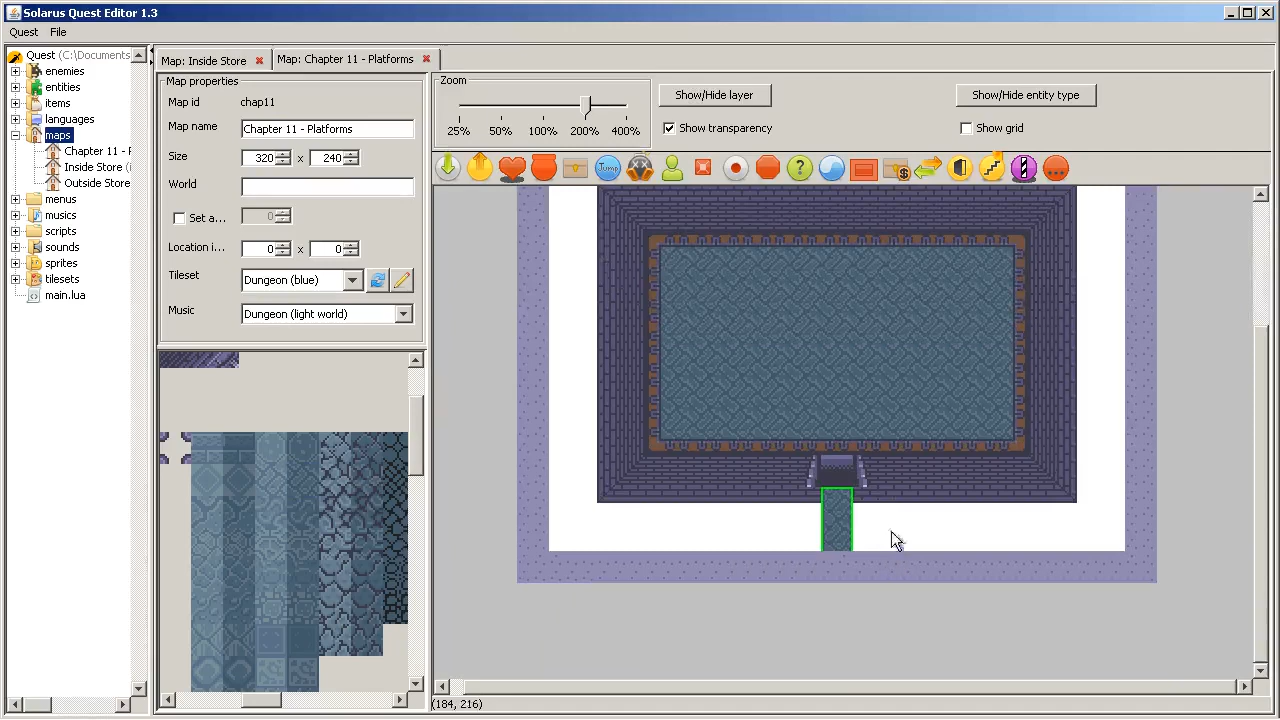 Solarus Quest Editor 1.3
Quest File
Quest (C:\Documents
enemies
entities
items
languages
maps
Chapter 11 - F
Inside Store (i
Outside Store
menus
musics
scripts
sounds
sprites
tilesets
main.lua
Map: Inside Store
Map: Chapter 11 - Platforms
Map properties
Map id chap11
Map name Chapter 11 - Platforms
Size 320 x 240
World
Set a... 0
Location i... 0 x 0
Tileset Dungeon (blue)
Music Dungeon (light world)
Zoom
25% 50% 100% 200% 400%
Show/Hide layer
Show transparency
Show/Hide entity type
Show grid
Jump
?
$
...
(184, 216)